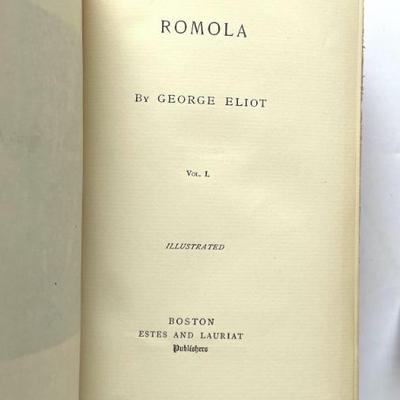 ROMOLA
BY GEORGE ELIOT
VOL. I.
ILLUSTRATED
BOSTON
ESTES AND LAURIAT
Publishers